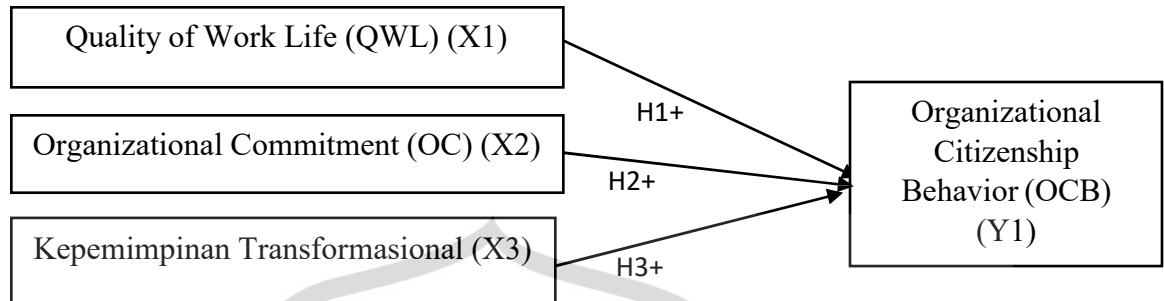 Quality of Work Life (QWL) (X1)
H1+
Organizational Commitment (OC) (X2)
H2+
Kepemimpinan Transformasional (X3)
H3+
Organizational
Citizenship
Behavior (OCB)
(Y1)